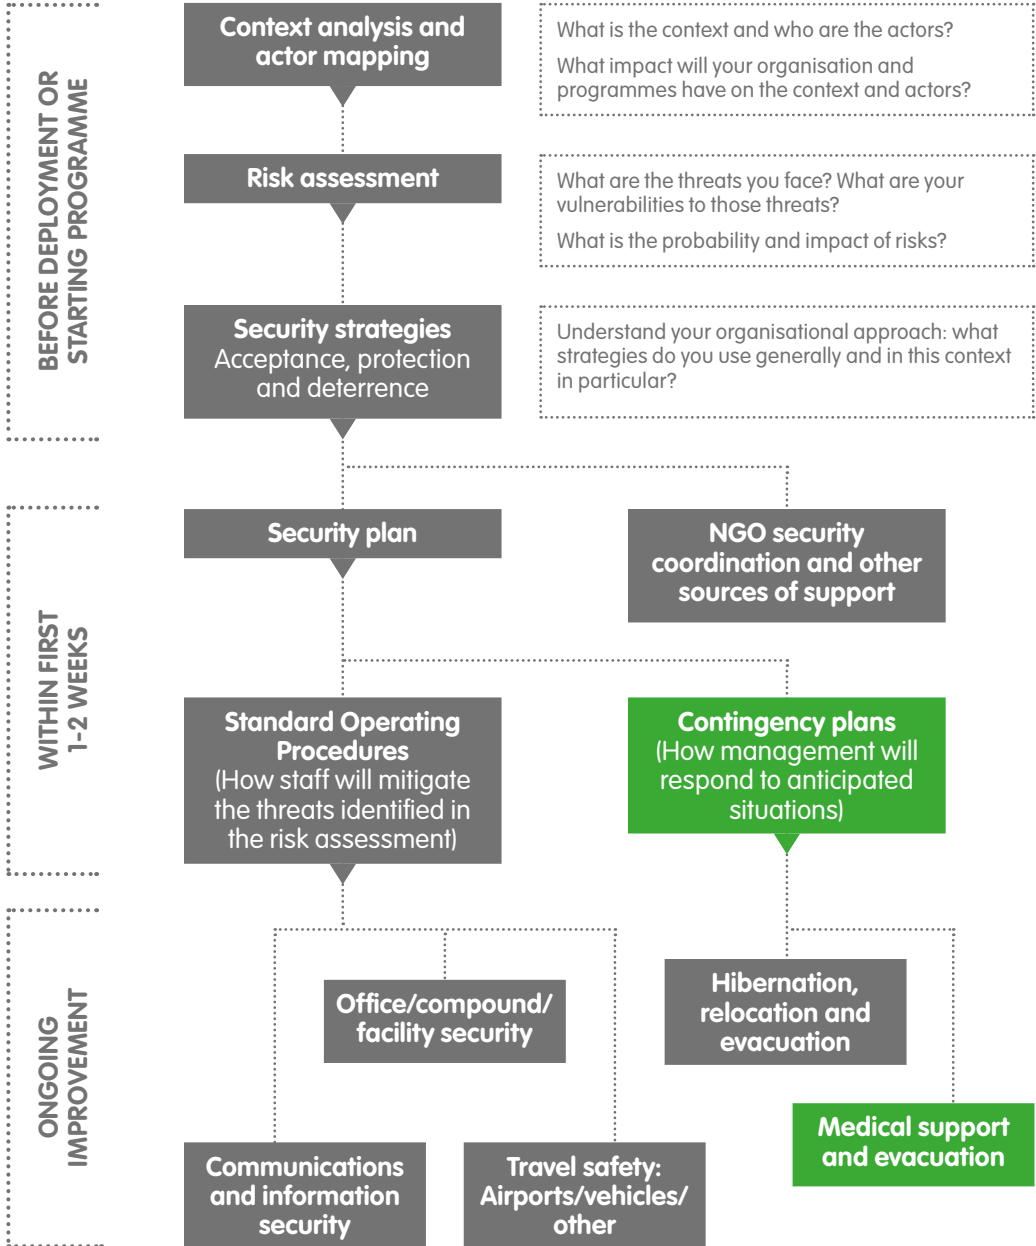 BEFORE DEPLOYMENT OR
STARTING PROGRAMME
Context analysis and
actor mapping
What is the context and who are the actors?
What impact will your organisation and
programmes have on the context and actors?
Risk assessment
What are the threats you face? What are your
vulnerabilities to those threats?
What is the probability and impact of risks?
Security strategies
Acceptance, protection
and deterrence
Understand your organisational approach: what
strategies do you use generally and in this context
in particular?
WITHIN FIRST
1-2 WEEKS
Security plan
NGO security
coordination and other
sources of support
Standard Operating
Procedures
(How staff will mitigate
the threats identified in
the risk assessment)
Contingency plans
(How management will
respond to anticipated
situations)
ONGOING
IMPROVEMENT
Office/compound/
facility security
Hibernation,
relocation and
evacuation
Communications
and information
security
Travel safety:
Airports/vehicles/
other
Medical support
and evacuation